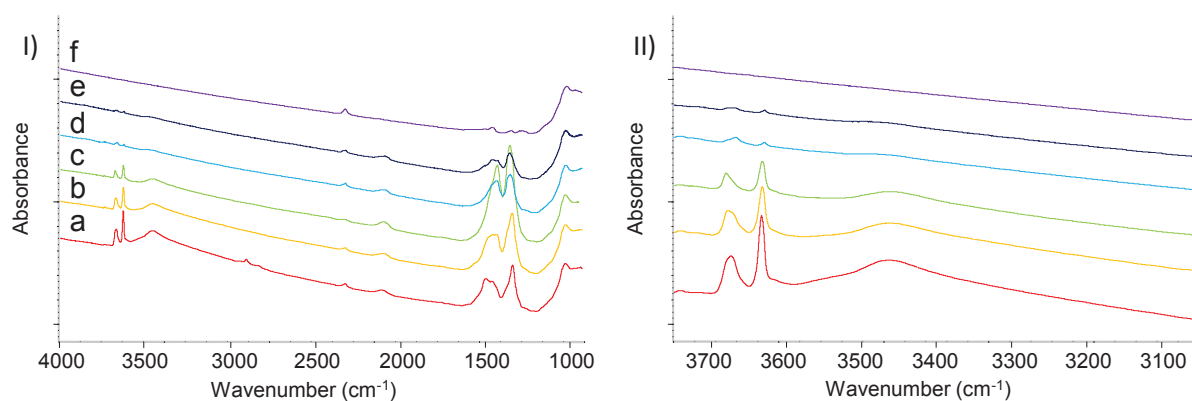 I)
f
e
d
c
b
a
Absorbance
4000 3500 3000 2500 2000 1500 1000
Wavenumber (cm⁻¹)
II)
Absorbance
3700 3600 3500 3400 3300 3200 3100
Wavenumber (cm⁻¹)